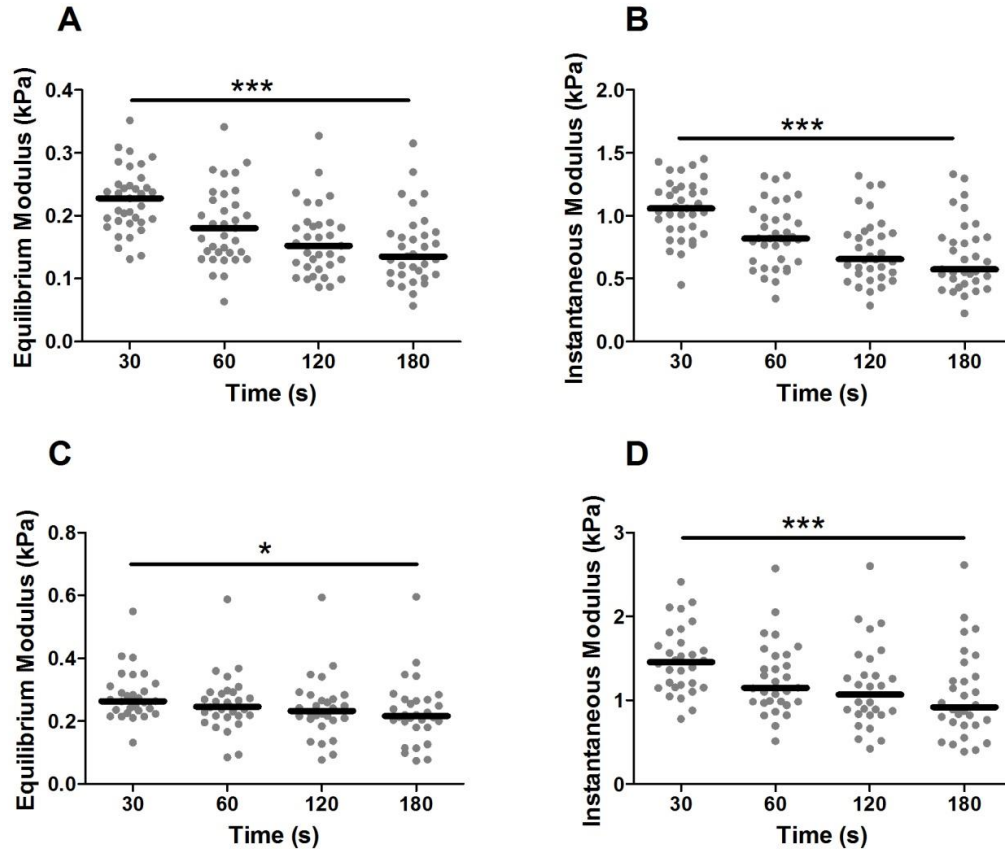 A
Equilibrium Modulus (kPa)
0.4
0.3
0.2
0.1
0.0
***
30 60 120 180
Time (s)
B
Instantaneous Modulus (kPa)
2.0
1.5
1.0
0.5
0.0
***
30 60 120 180
Time (s)
C
Equilibrium Modulus (kPa)
0.8
0.6
0.4
0.2
0.0
*
30 60 120 180
Time (s)
D
Instantaneous Modulus (kPa)
3
2
1
0
***
30 60 120 180
Time (s)